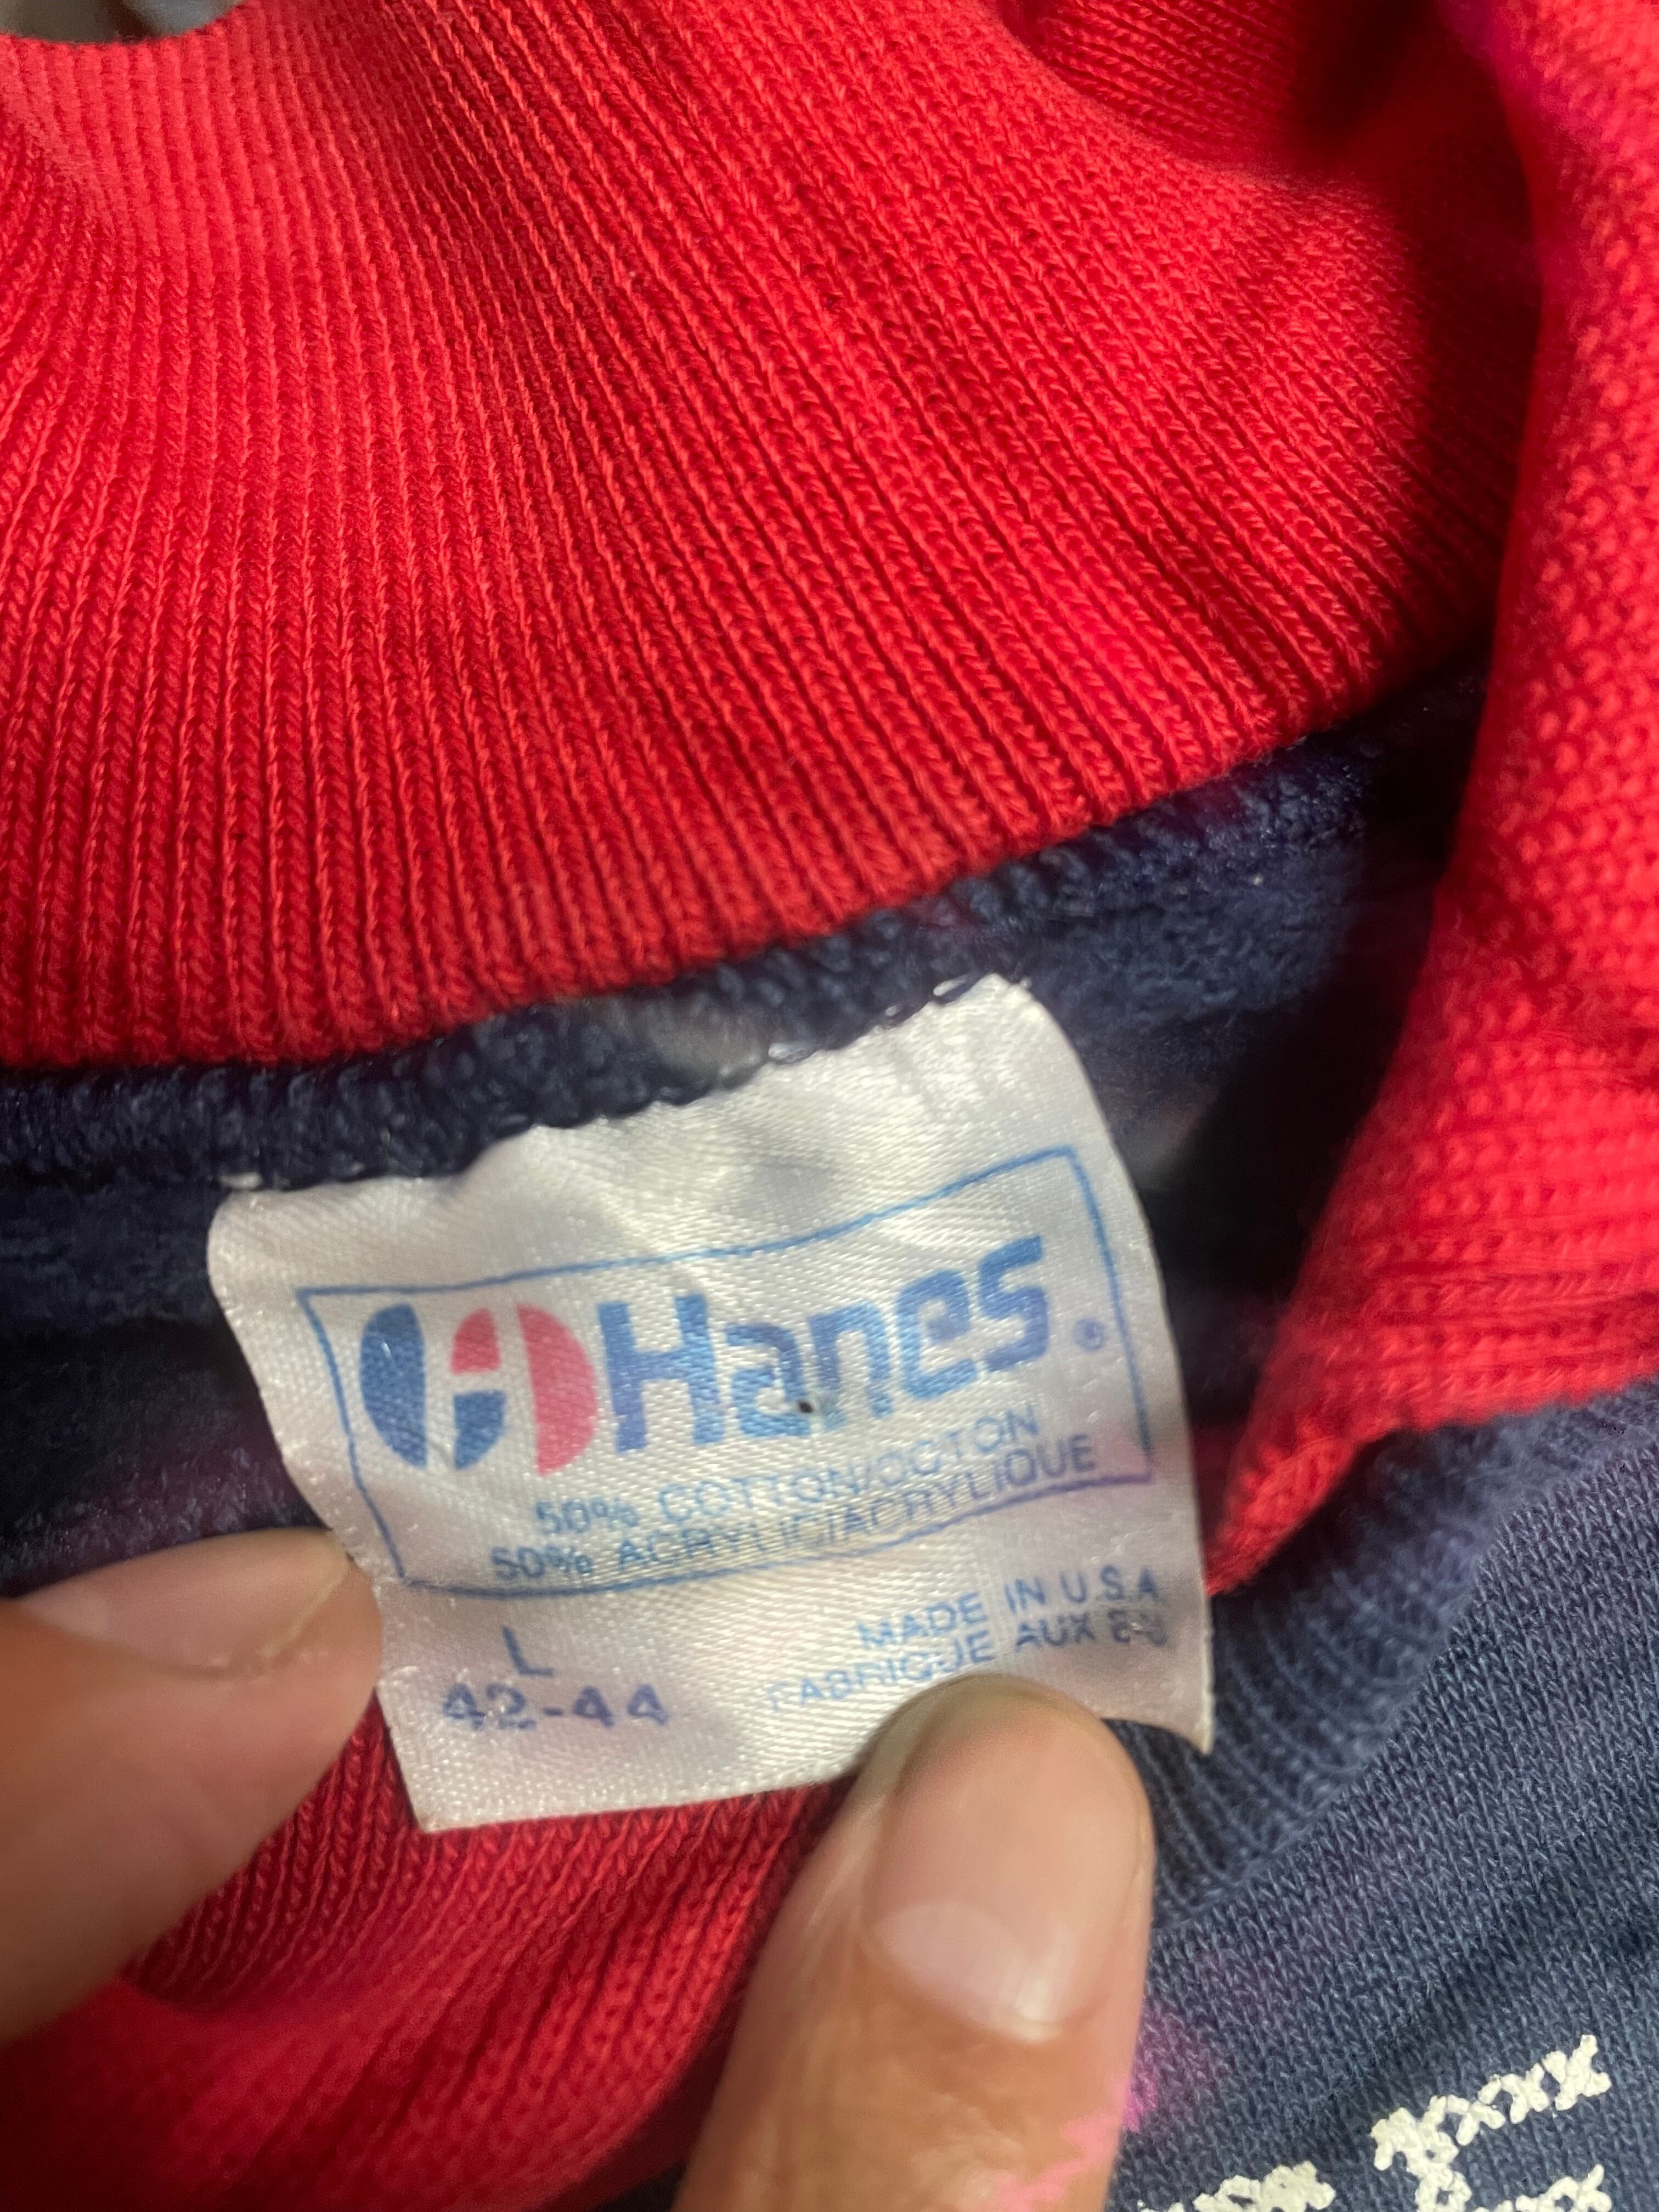 Hanes®
50% COTTON/COTON
50% ACRYLIC/ACRYLIQUE
L
42-44
MADE IN U.S.A
FABRIQUE AUX E-U